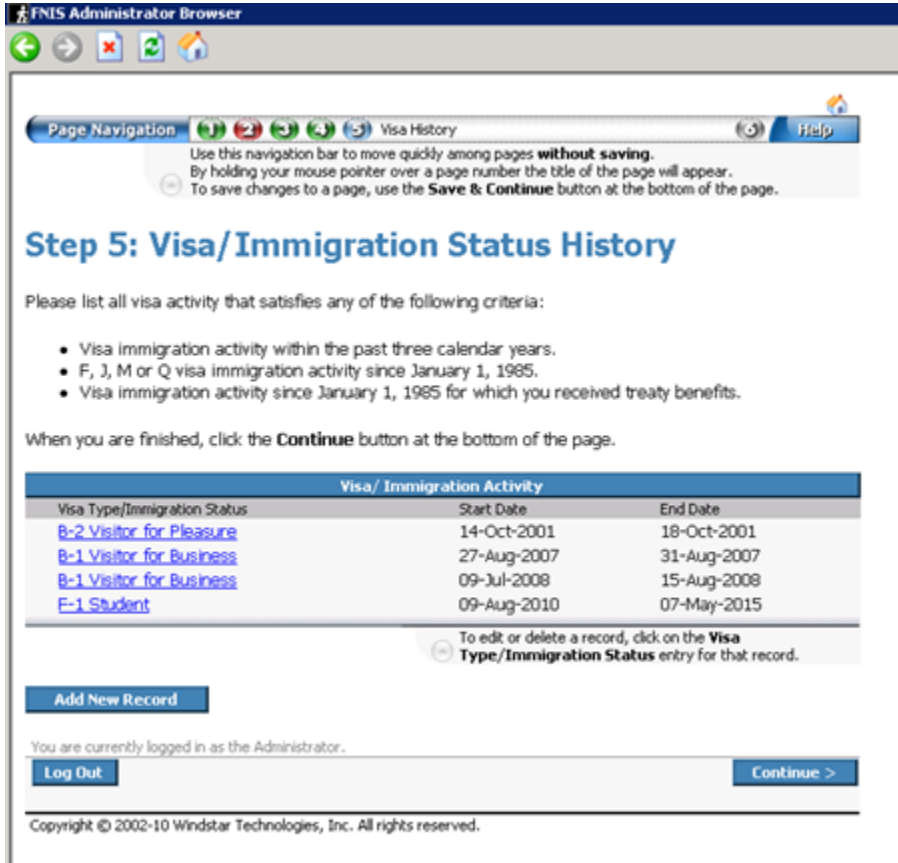 FNIS Administrator Browser
Page Navigation 1 2 3 4 5 Visa History Help
Use this navigation bar to move quickly among pages without saving.
By holding your mouse pointer over a page number the title of the page will appear.
To save changes to a page, use the Save & Continue button at the bottom of the page.
Step 5: Visa/Immigration Status History
Please list all visa activity that satisfies any of the following criteria:
• Visa immigration activity within the past three calendar years.
• F, J, M or Q visa immigration activity since January 1, 1985.
• Visa immigration activity since January 1, 1985 for which you received treaty benefits.
When you are finished, click the Continue button at the bottom of the page.
Visa/ Immigration Activity
Visa Type/Immigration Status Start Date End Date
B-2 Visitor for Pleasure 14-Oct-2001 18-Oct-2001
B-1 Visitor for Business 27-Aug-2007 31-Aug-2007
B-1 Visitor for Business 09-Jul-2008 15-Aug-2008
F-1 Student 09-Aug-2010 07-May-2015
To edit or delete a record, click on the Visa
Type/Immigration Status entry for that record.
Add New Record
You are currently logged in as the Administrator.
Log Out Continue >
Copyright © 2002-10 Windstar Technologies, Inc. All rights reserved.